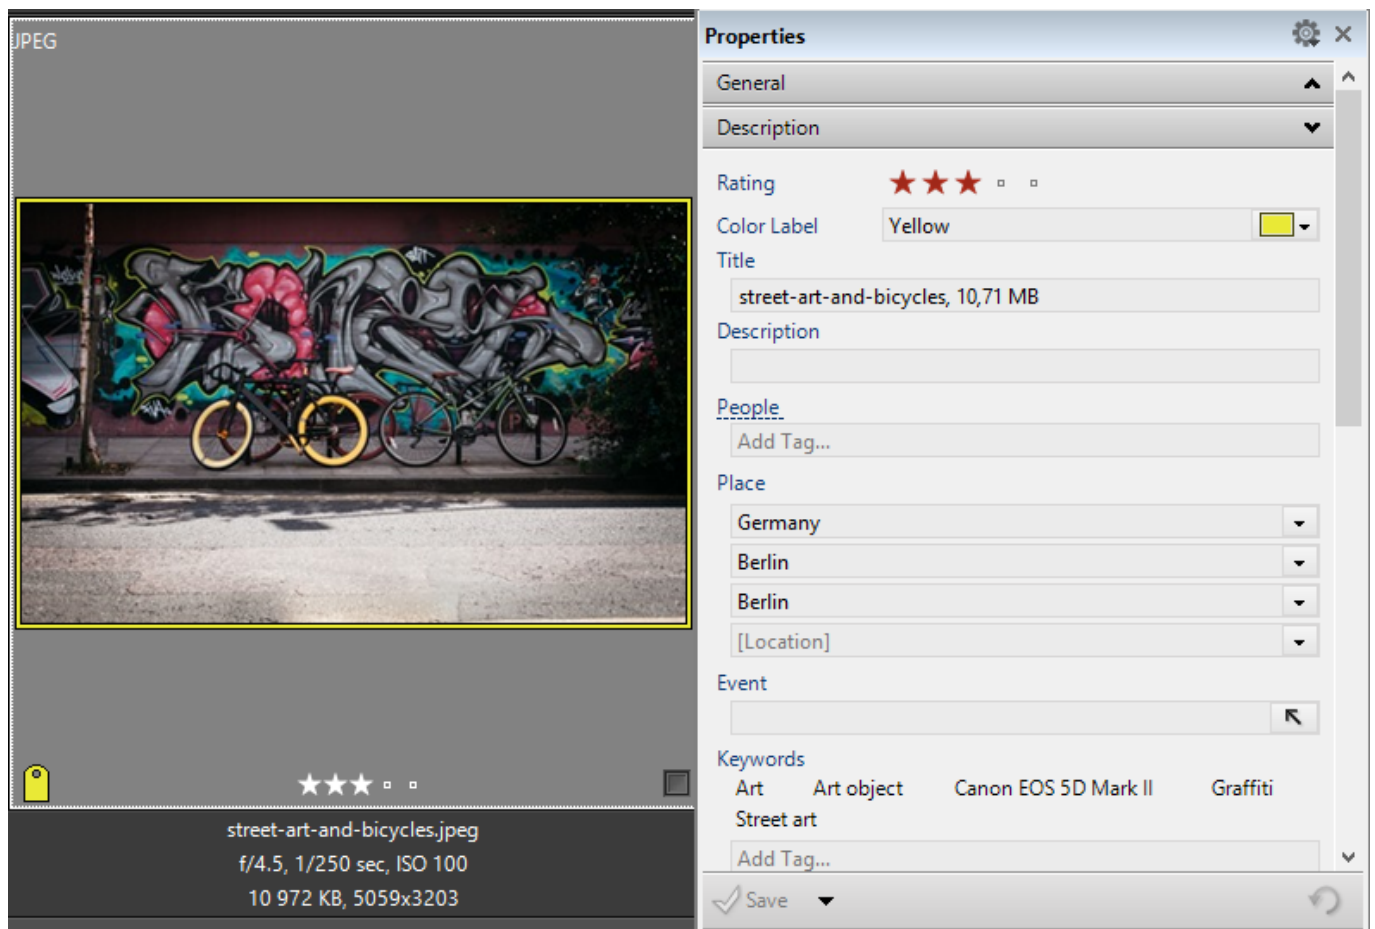 JPEG
street-art-and-bicycles.jpeg
f/4.5, 1/250 sec, ISO 100
10 972 KB, 5059x3203
Properties
General
Description
Rating
Color Label Yellow
Title
street-art-and-bicycles, 10,71 MB
Description
People
Add Tag...
Place
Germany
Berlin
Berlin
[Location]
Event
Keywords
Art Art object Canon EOS 5D Mark II Graffiti
Street art
Add Tag...
Save